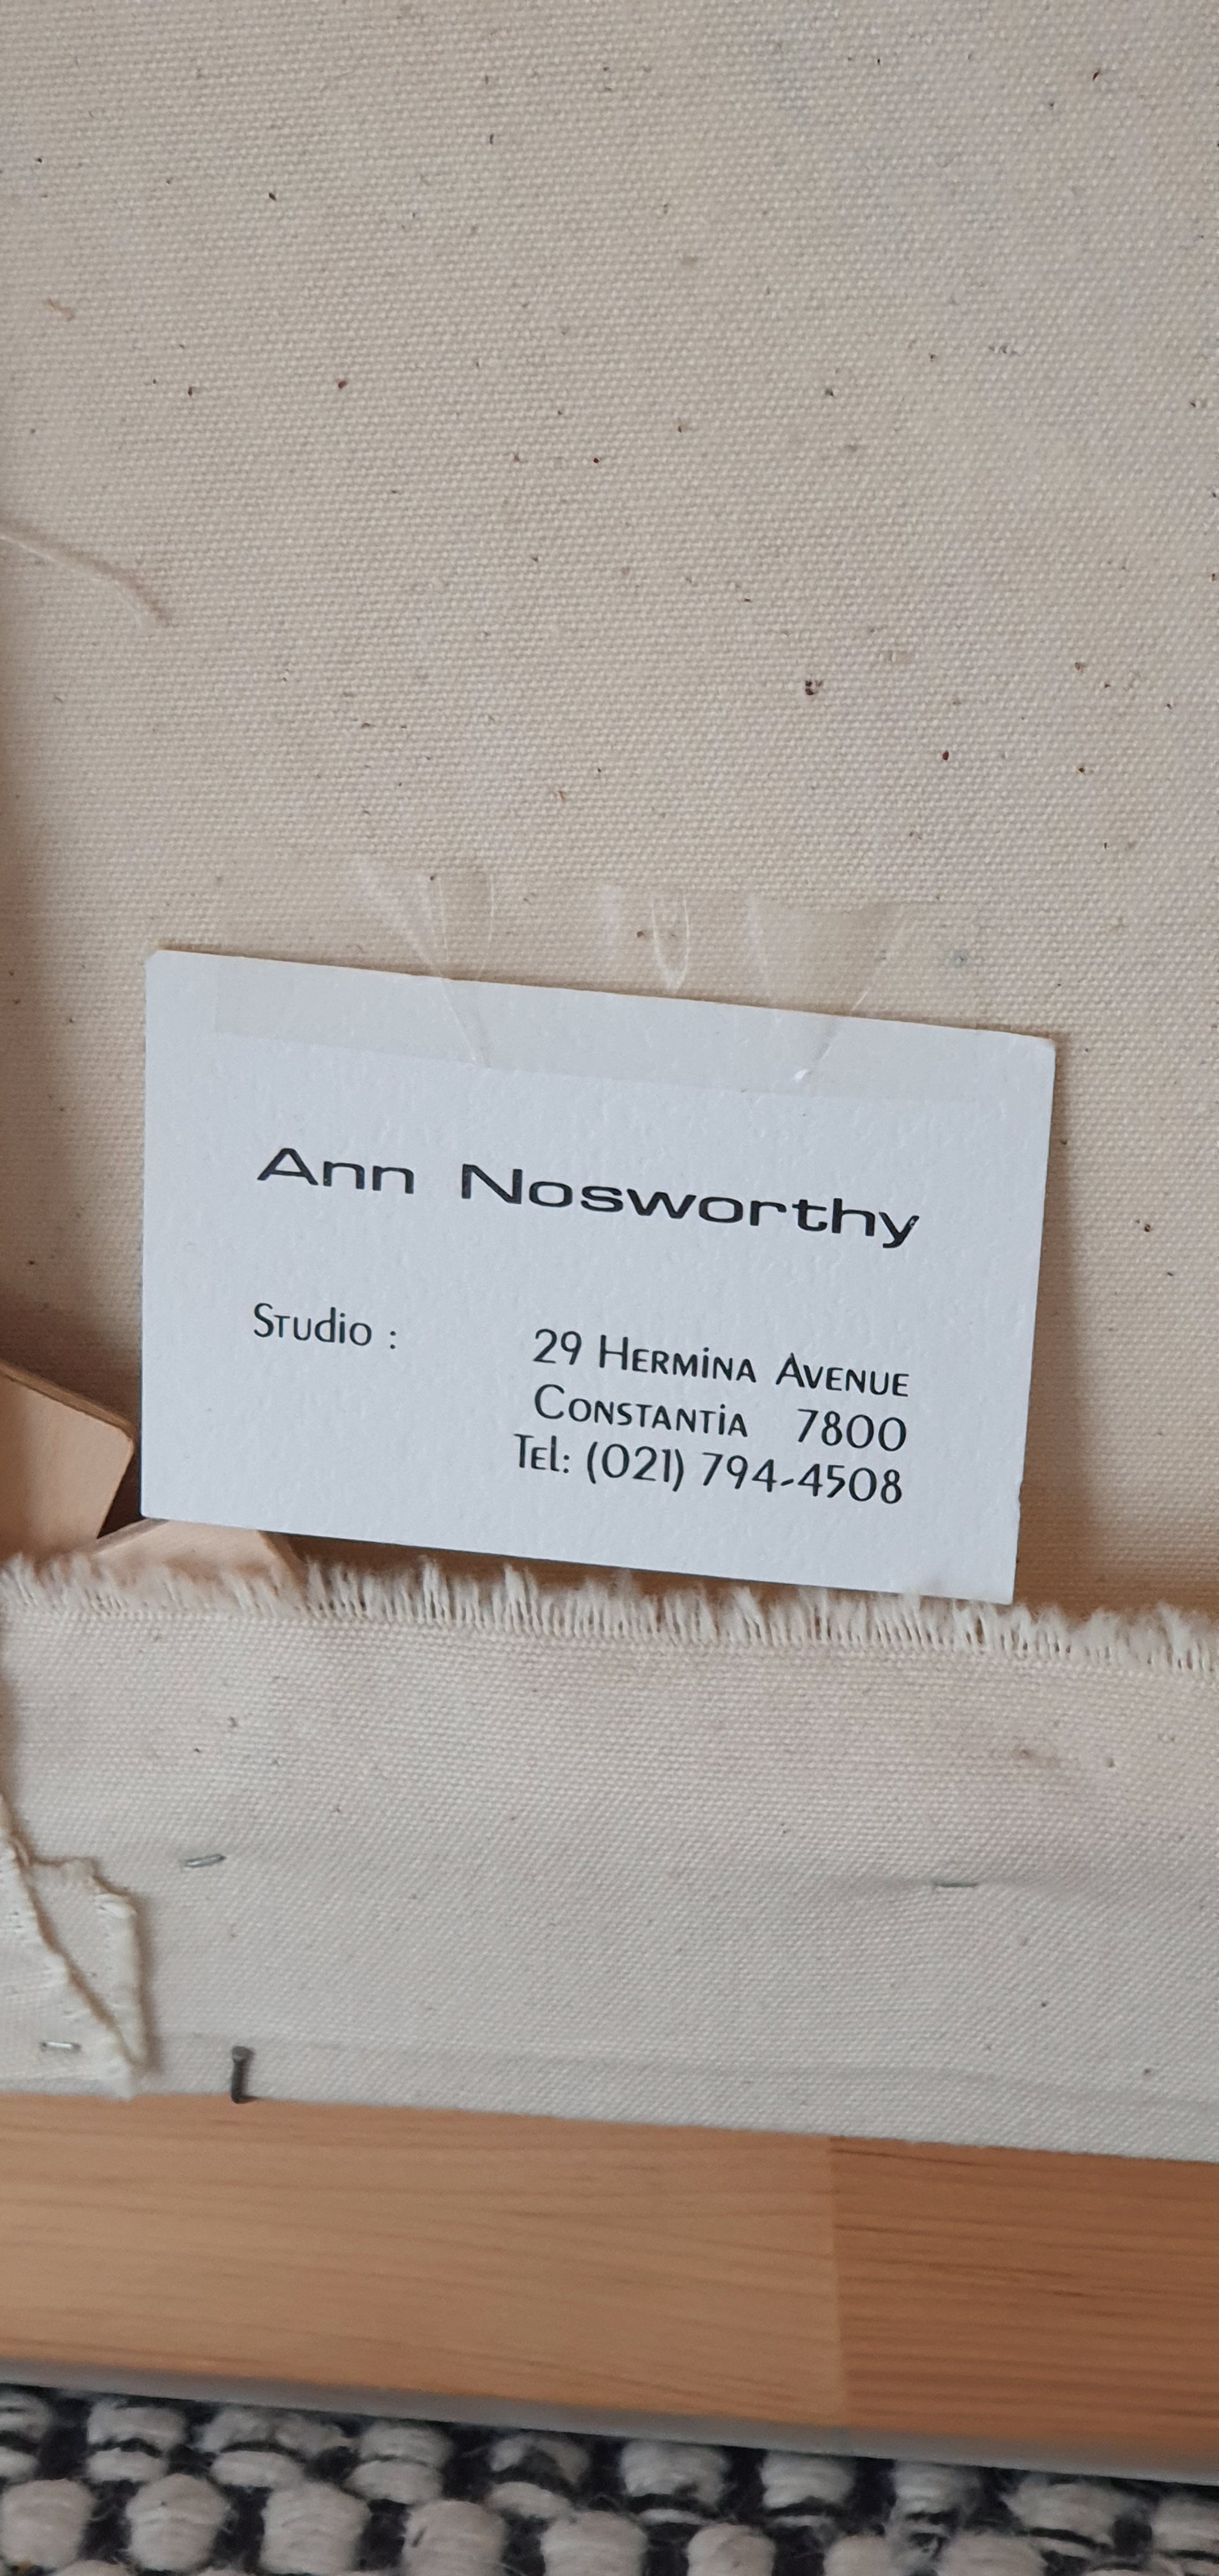 Ann Nosworthy
Studio : 29 Hermina Avenue
Constantia 7800
Tel: (021) 794-4508